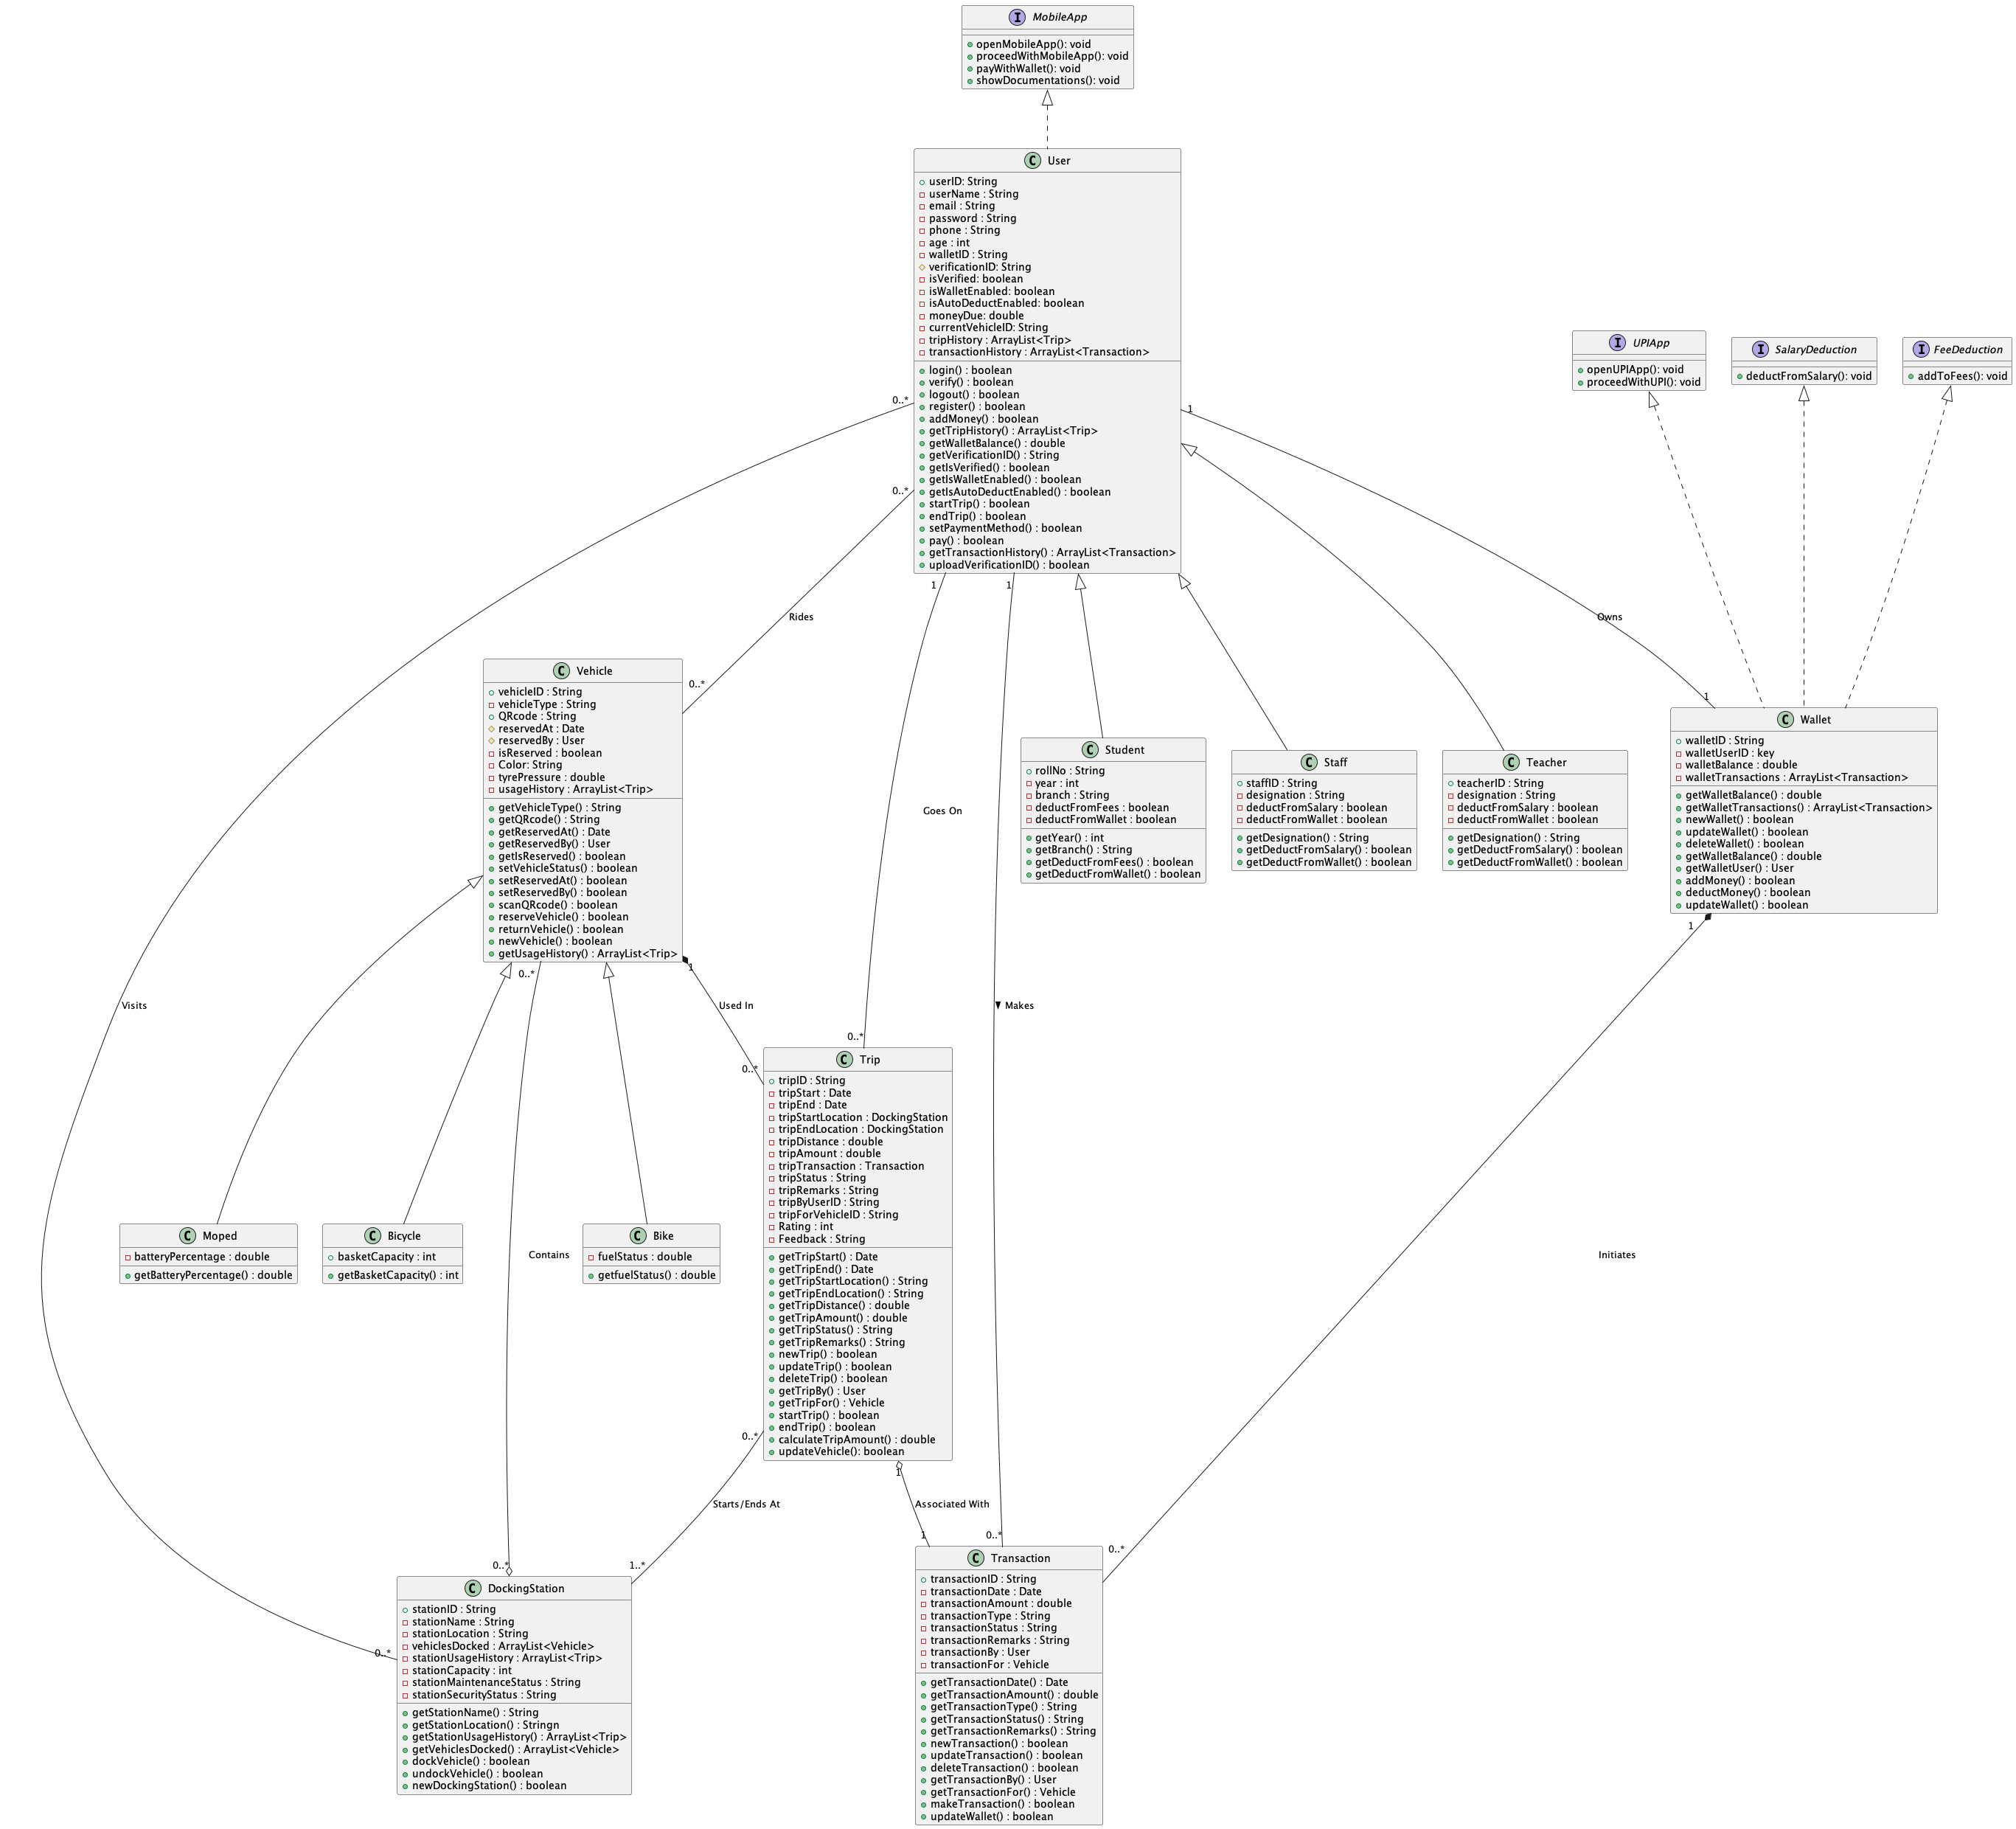 MobileApp
openMobileApp(): void
proceedWithMobileApp(): void
payWithWallet(): void
showDocumentations(): void
User
userID: String
userName : String
email : String
password : String
phone : String
age : int
walletID : String
verificationID: String
isVerified: boolean
isWalletEnabled: boolean
isAutoDeductEnabled: boolean
moneyDue: double
currentVehicleID: String
tripHistory : ArrayList<Trip>
transactionHistory : ArrayList<Transaction>
login() : boolean
verify() : boolean
logout() : boolean
register() : boolean
addMoney() : boolean
getTripHistory() : ArrayList<Trip>
getWalletBalance() : double
getVerificationID() : String
getIsVerified() : boolean
getIsWalletEnabled() : boolean
getIsAutoDeductEnabled() : boolean
startTrip() : boolean
endTrip() : boolean
setPaymentMethod() : boolean
pay() : boolean
getTransactionHistory() : ArrayList<Transaction>
uploadVerificationID() : boolean
UPIApp
openUPIApp(): void
proceedWithUPI(): void
SalaryDeduction
deductFromSalary(): void
FeeDeduction
addToFees(): void
0..*
1
0..*
1
1
Rides
Owns
0..*
1
Vehicle
vehicleID : String
vehicleType : String
QRcode : String
reservedAt : Date
reservedBy : User
isReserved : boolean
Color: String
tyrePressure : double
usageHistory : ArrayList<Trip>
getVehicleType() : String
getQRcode() : String
getReservedAt() : Date
getReservedBy() : User
getIsReserved() : boolean
setVehicleStatus() : boolean
setReservedAt() : boolean
setReservedBy() : boolean
scanQRcode() : boolean
reserveVehicle() : boolean
returnVehicle() : boolean
newVehicle() : boolean
getUsageHistory() : ArrayList<Trip>
Goes On
Student
rollNo : String
year : int
branch : String
deductFromFees : boolean
deductFromWallet : boolean
getYear() : int
getBranch() : String
getDeductFromFees() : boolean
getDeductFromWallet() : boolean
Staff
staffID : String
designation : String
deductFromSalary : boolean
deductFromWallet : boolean
getDesignation() : String
getDeductFromSalary() : boolean
getDeductFromWallet() : boolean
Teacher
teacherID : String
designation : String
deductFromSalary : boolean
deductFromWallet : boolean
getDesignation() : String
getDeductFromSalary() : boolean
getDeductFromWallet() : boolean
Wallet
walletID : String
walletUserID : key
walletBalance : double
walletTransactions : ArrayList<Transaction>
getWalletBalance() : double
getWalletTransactions() : ArrayList<Transaction>
newWallet() : boolean
updateWallet() : boolean
deleteWallet() : boolean
getWalletBalance() : double
getWalletUser() : User
addMoney() : boolean
deductMoney() : boolean
updateWallet() : boolean
0..*
1
1
Visits
Used In
Makes
0..*
0..*
Trip
tripID : String
tripStart : Date
tripEnd : Date
tripStartLocation : DockingStation
tripEndLocation : DockingStation
tripDistance : double
tripAmount : double
tripTransaction : Transaction
tripStatus : String
tripRemarks : String
tripByUserID : String
tripForVehicleID : String
Rating : int
Feedback : String
getTripStart() : Date
getTripEnd() : Date
getTripStartLocation() : String
getTripEndLocation() : String
getTripDistance() : double
getTripAmount() : double
getTripStatus() : String
getTripRemarks() : String
newTrip() : boolean
updateTrip() : boolean
deleteTrip() : boolean
getTripBy() : User
getTripFor() : Vehicle
startTrip() : boolean
endTrip() : boolean
calculateTripAmount() : double
updateVehicle(): boolean
Moped
batteryPercentage : double
getBatteryPercentage() : double
Bicycle
basketCapacity : int
getBasketCapacity() : int
Contains
Bike
fuelStatus : double
getfuelStatus() : double
Initiates
0..*
1
Starts/Ends At
Associated With
0..*
1..*
1
0..*
0..*
0..*
DockingStation
stationID : String
stationName : String
stationLocation : String
vehiclesDocked : ArrayList<Vehicle>
stationUsageHistory : ArrayList<Trip>
stationCapacity : int
stationMaintenanceStatus : String
stationSecurityStatus : String
getStationName() : String
getStationLocation() : Stringn
getStationUsageHistory() : ArrayList<Trip>
getVehiclesDocked() : ArrayList<Vehicle>
dockVehicle() : boolean
undockVehicle() : boolean
newDockingStation() : boolean
Transaction
transactionID : String
transactionDate : Date
transactionAmount : double
transactionType : String
transactionStatus : String
transactionRemarks : String
transactionBy : User
transactionFor : Vehicle
getTransactionDate() : Date
getTransactionAmount() : double
getTransactionType() : String
getTransactionStatus() : String
getTransactionRemarks() : String
newTransaction() : boolean
updateTransaction() : boolean
deleteTransaction() : boolean
getTransactionBy() : User
getTransactionFor() : Vehicle
makeTransaction() : boolean
updateWallet() : boolean